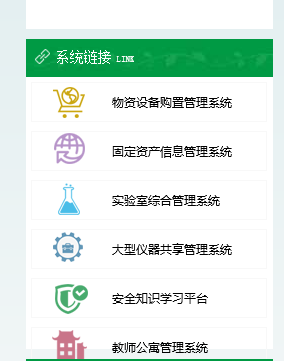 系统链接 LINK
物资设备购置管理系统
固定资产信息管理系统
实验室综合管理系统
大型仪器共享管理系统
安全知识学习平台
教师公寓管理系统